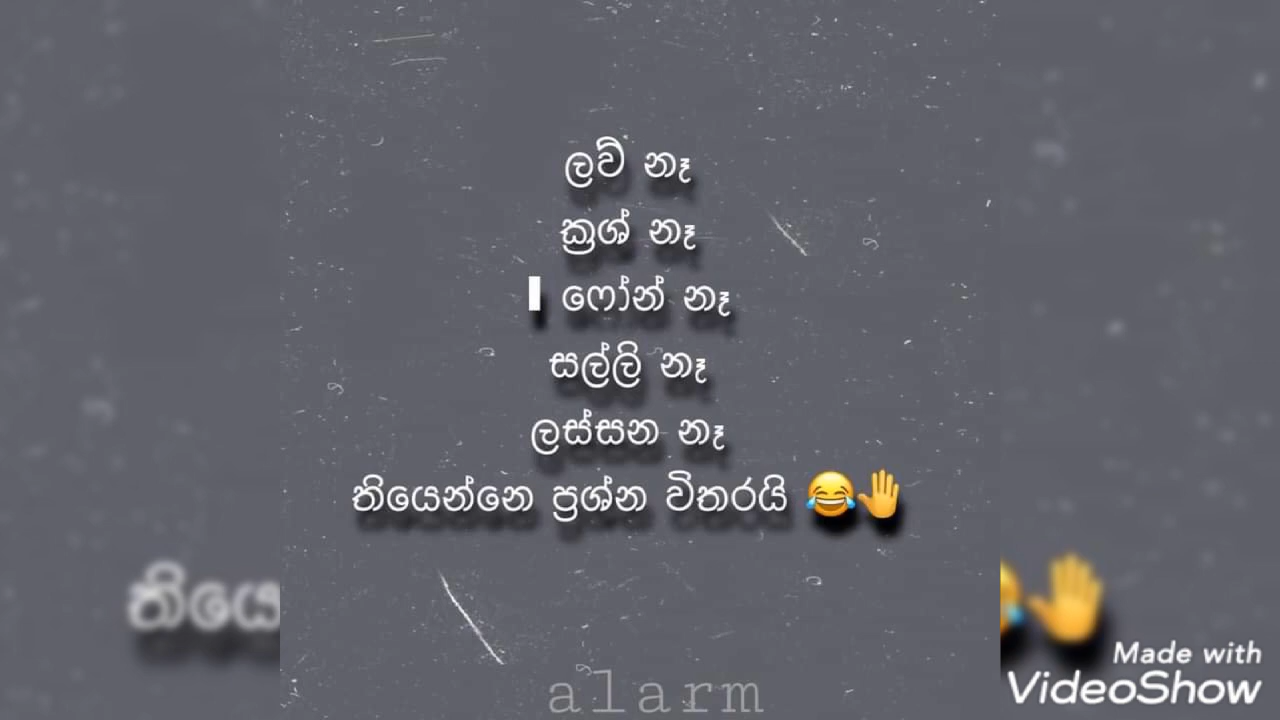 ලව් නෑ
ක්‍රශ් නෑ
I ෆෝන් නෑ
සල්ලි නෑ
ලස්සන නෑ
තියෙන්නෙ ප්‍රශ්න විතරයි 😂✋
තියෙ
alarm
Made with
VideoShow